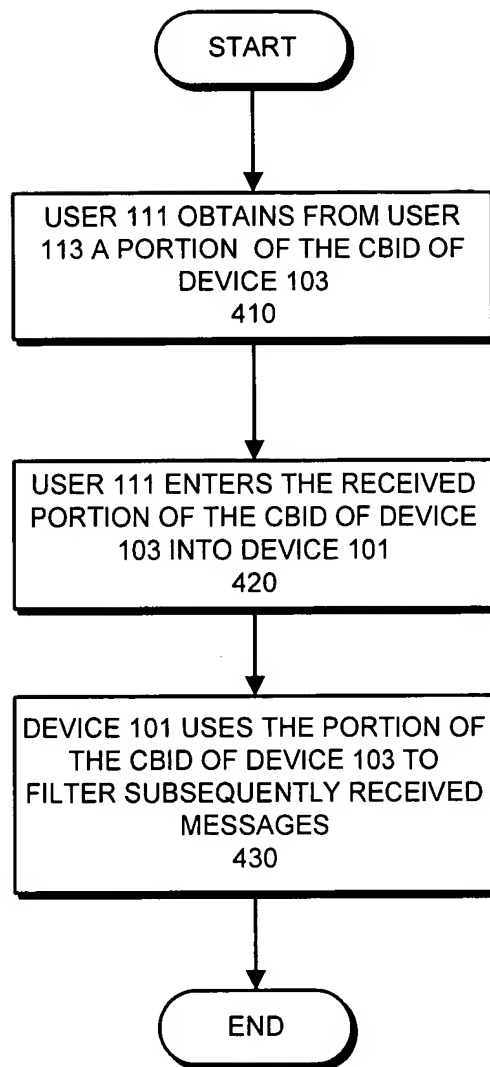 START
USER 111 OBTAINS FROM USER
113 A PORTION OF THE CBID OF
DEVICE 103
410
USER 111 ENTERS THE RECEIVED
PORTION OF THE CBID OF DEVICE
103 INTO DEVICE 101
420
DEVICE 101 USES THE PORTION OF
THE CBID OF DEVICE 103 TO
FILTER SUBSEQUENTLY RECEIVED
MESSAGES
430
END